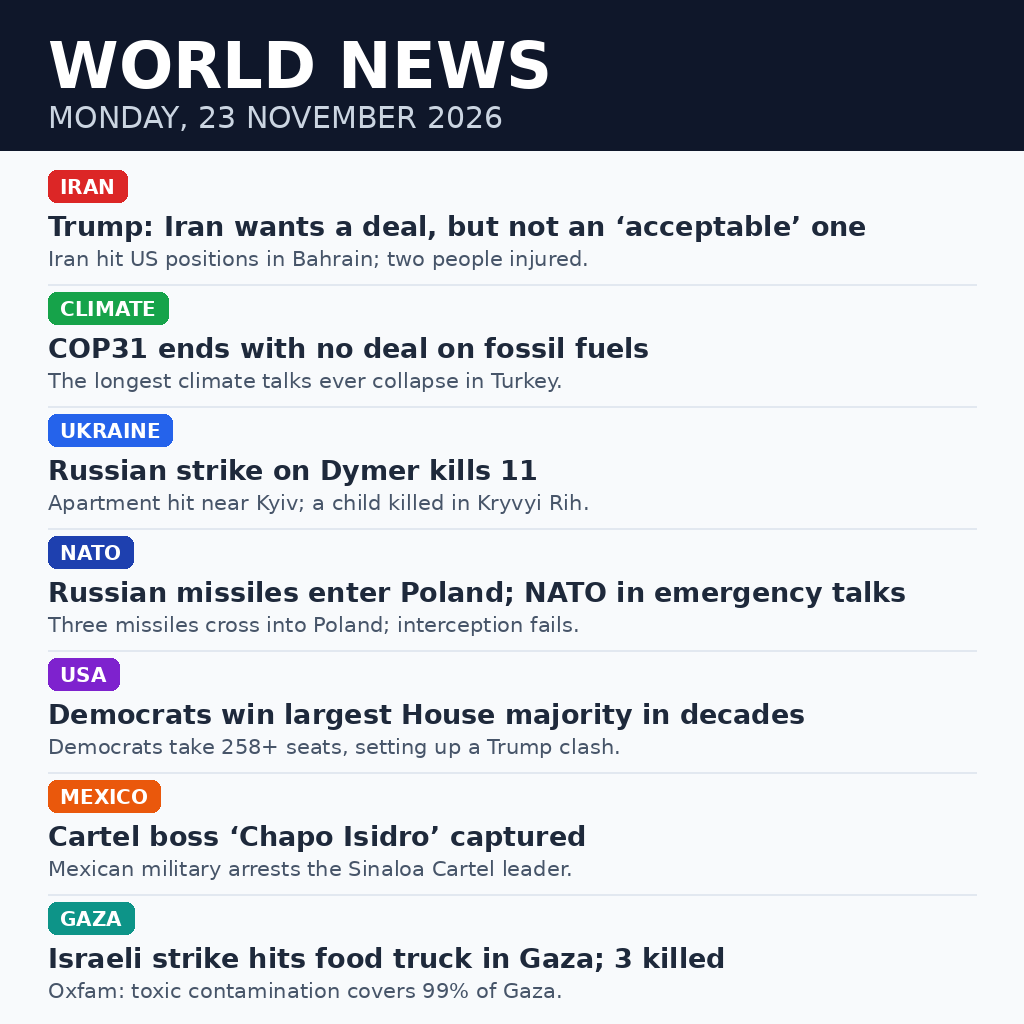 WORLD NEWS
MONDAY, 23 NOVEMBER 2026
IRAN
Trump: Iran wants a deal, but not an ‘acceptable’ one
Iran hit US positions in Bahrain; two people injured.
CLIMATE
COP31 ends with no deal on fossil fuels
The longest climate talks ever collapse in Turkey.
UKRAINE
Russian strike on Dymer kills 11
Apartment hit near Kyiv; a child killed in Kryvyi Rih.
NATO
Russian missiles enter Poland; NATO in emergency talks
Three missiles cross into Poland; interception fails.
USA
Democrats win largest House majority in decades
Democrats take 258+ seats, setting up a Trump clash.
MEXICO
Cartel boss ‘Chapo Isidro’ captured
Mexican military arrests the Sinaloa Cartel leader.
GAZA
Israeli strike hits food truck in Gaza; 3 killed
Oxfam: toxic contamination covers 99% of Gaza.